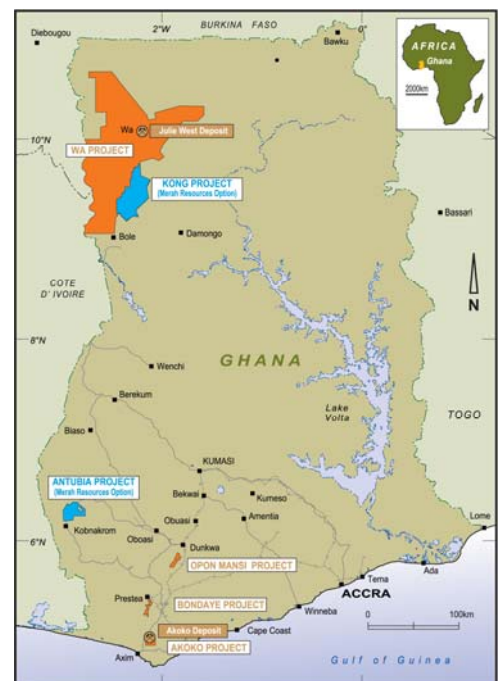 Diebougou
2°W
BURKINA FASO
0°
Bawku
AFRICA
Ghana
2000km
10°N
Wa
Julie West Deposit
WA PROJECT
KONG PROJECT
(Merah Resources Option)
Bole
Damongo
Bassari
COTE
D' IVOIRE
N
8°N
Wenchi
GHANA
Berekum
Lake
Volta
TOGO
Biaso
KUMASI
ANTUBIA PROJECT
(Merah Resources Option)
Bekwai
Kumeso
Obuasi
Amentia
Kobnakrom
Oboasi
Lome
6°N
Dunkwa
OPON MANSI PROJECT
Ada
Tema
ACCRA
Prestea
BONDAYE PROJECT
Winneba
0
100km
Akoko Deposit
Cape Coast
AKOKO PROJECT
Axim
Gulf of Guinea